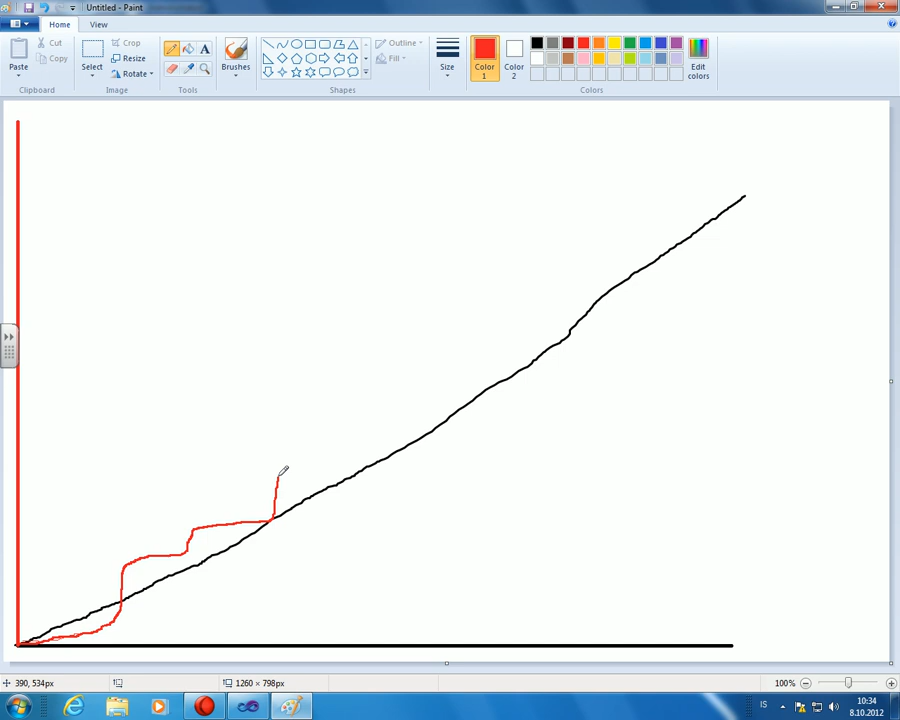 Untitled - Paint
Home
View
Paste
Cut
Copy
Clipboard
Select
Crop
Resize
Rotate
Image
A
Tools
Brushes
Shapes
Outline
Fill
Size
Color
1
Color
2
Edit
colors
Colors
390, 534px
1260 × 798px
100%
IS
10:34
8.10.2012